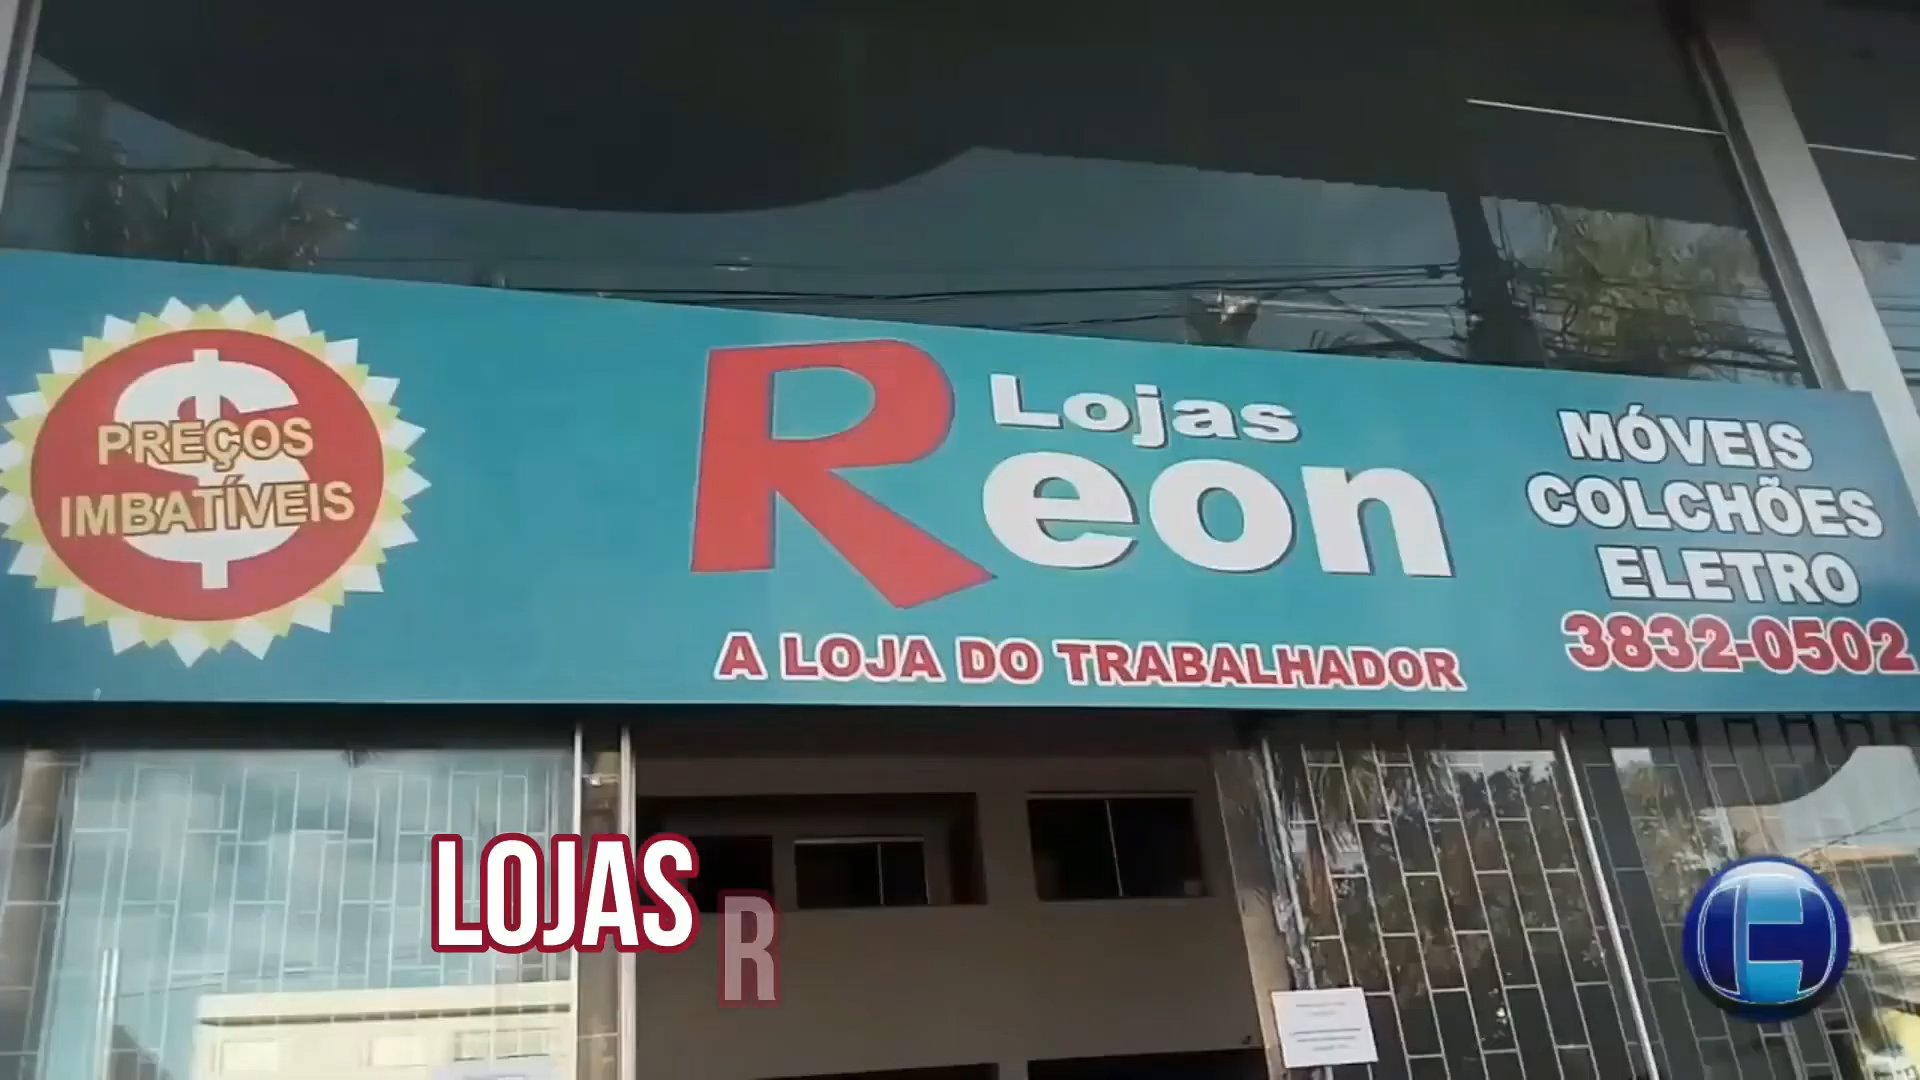 PREÇOS
IMBATÍVEIS
Lojas
Reon
A LOJA DO TRABALHADOR
MÓVEIS
COLCHÕES
ELETRO
3832-0502
LOJAS R